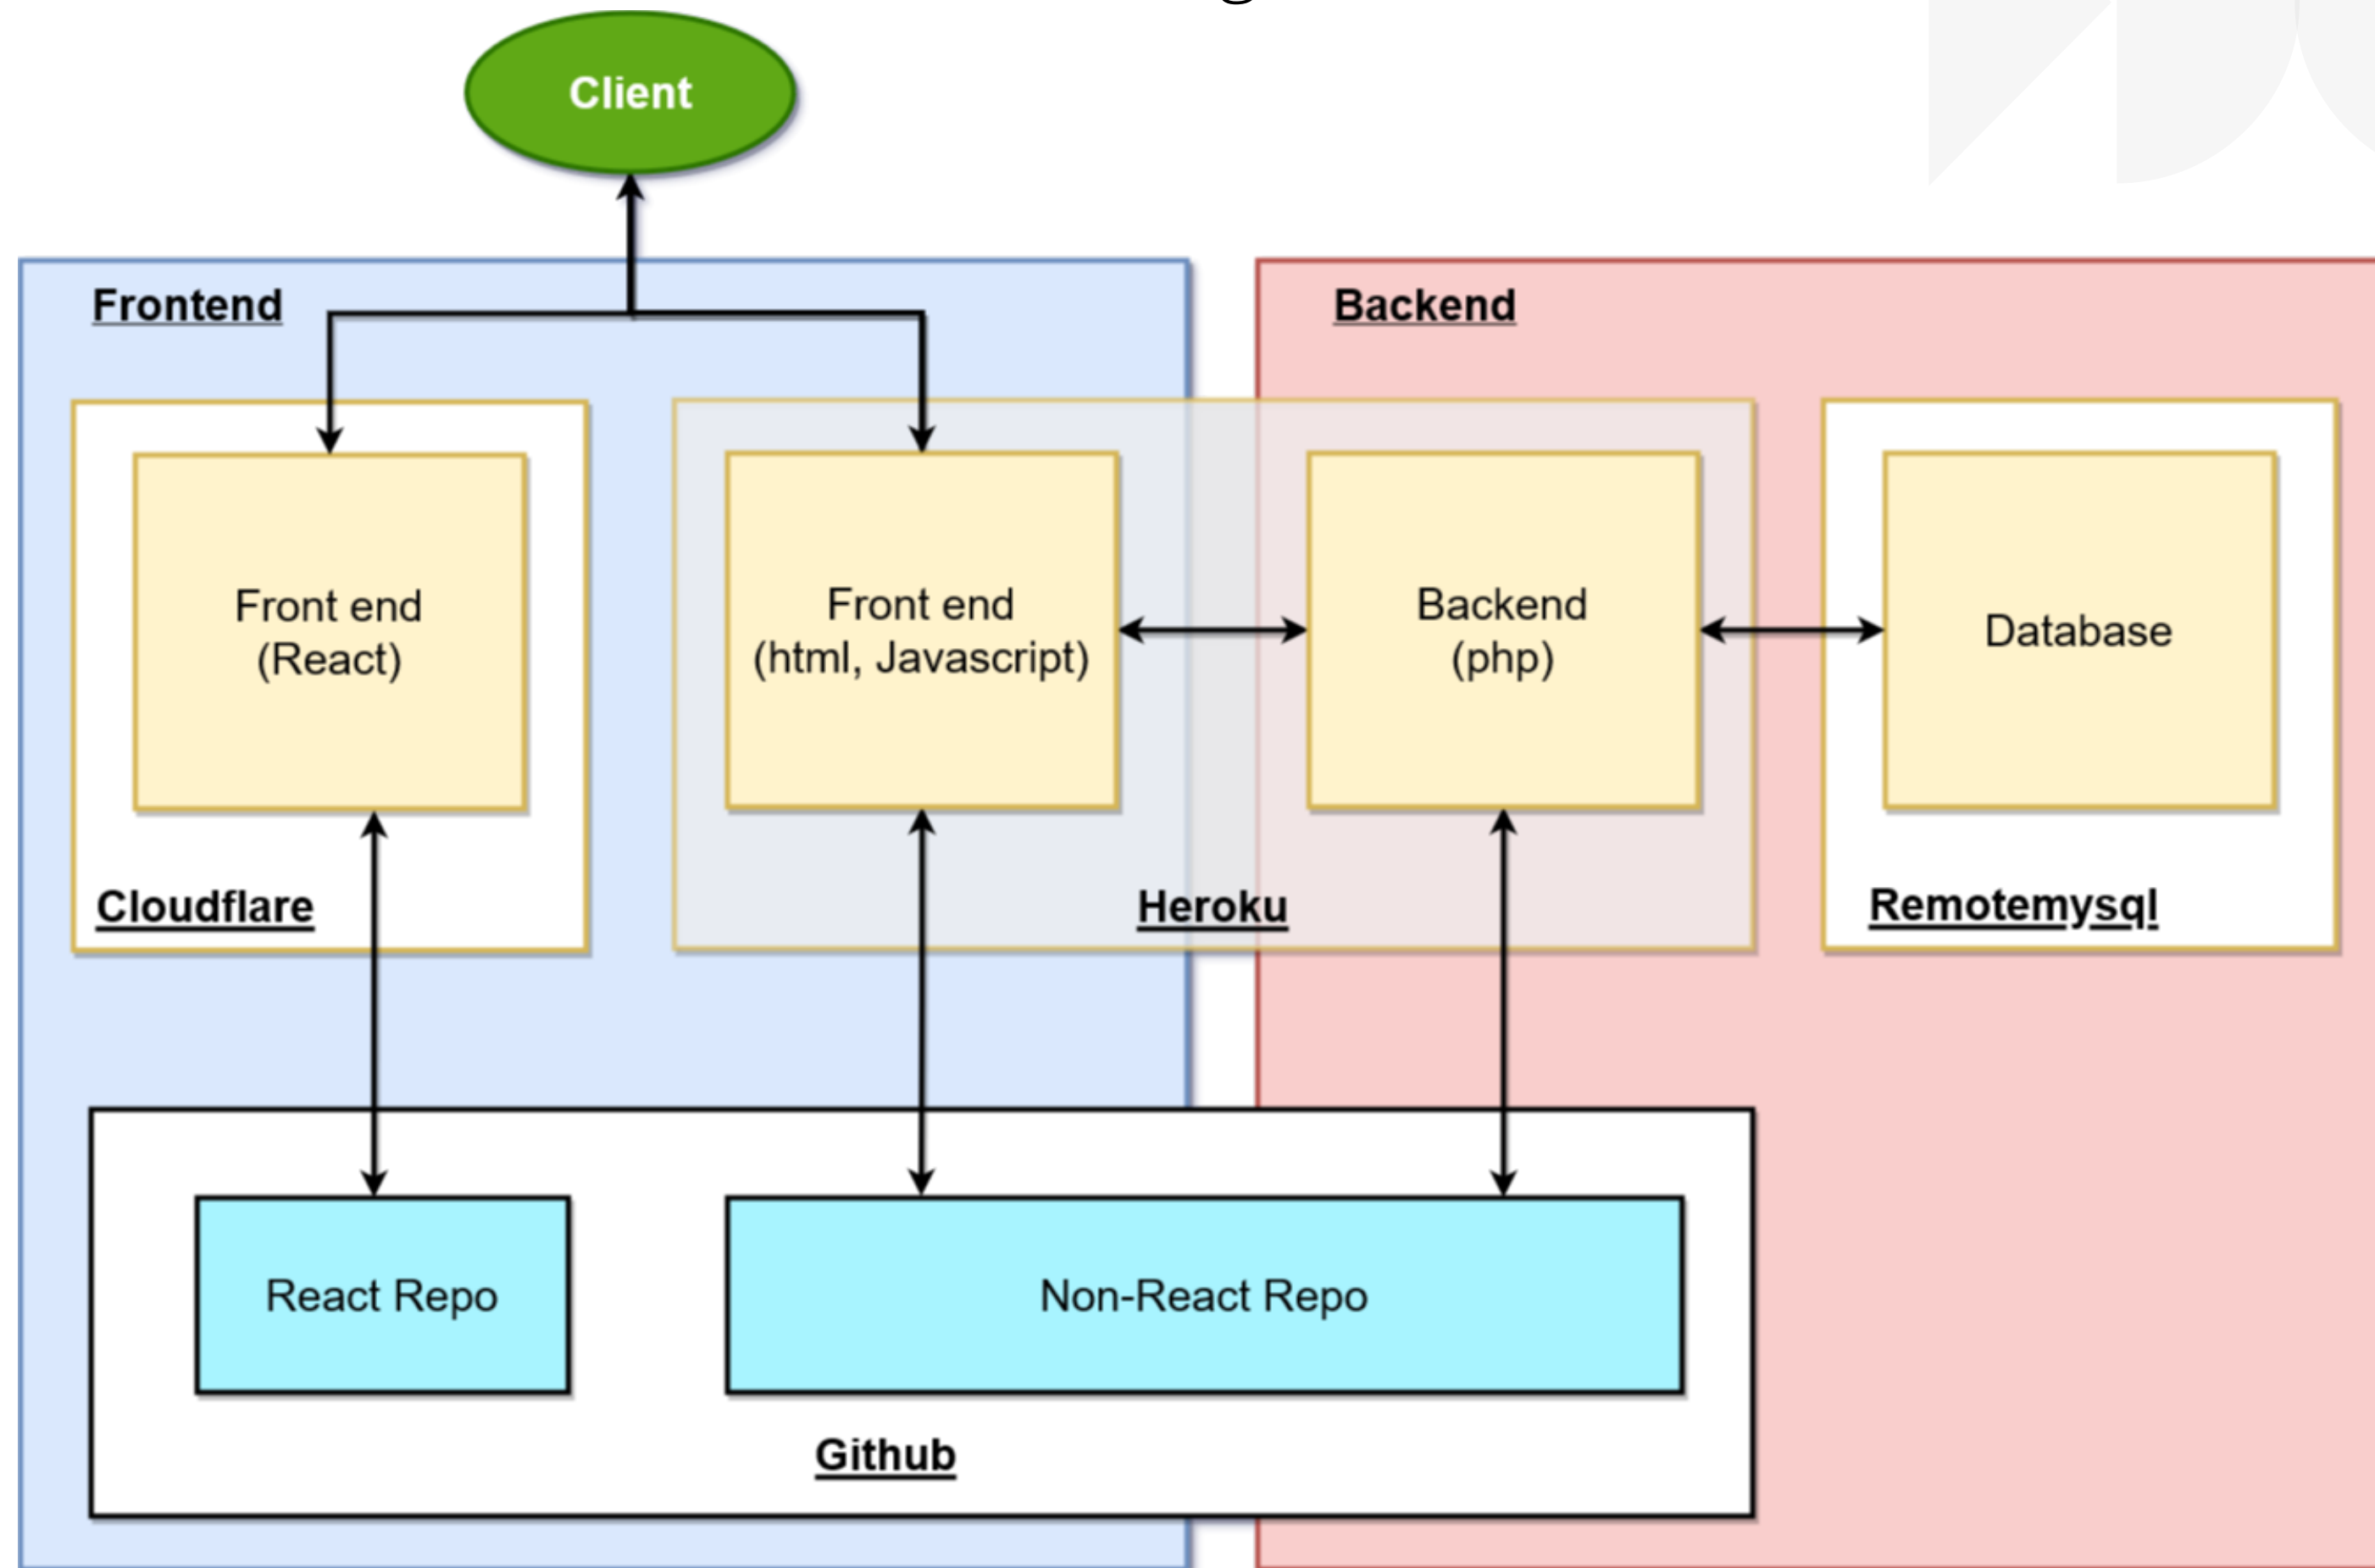 Client
Frontend
Backend
Front end
(React)
Front end
(html, Javascript)
Backend
(php)
Database
Cloudflare
Heroku
Remotemysql
React Repo
Non-React Repo
Github